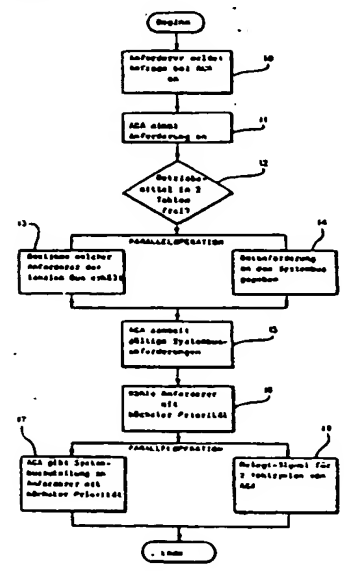 Beginn
Anforderer meldet
Anfrage bei AGA
an
10
AGA nimmt
Anforderung an
11
Betriebs-
mittel in 2
Takten
frei?
12
13
PARALLELOPERATION
14
Bestimme welcher
Anforderer den
lokalen Bus erhält
Busanforderung
an den Systembus
gegeben
AGA sammelt
gültige Systembus-
anforderungen
15
Wähle Anforderer
mit
höchster Priorität
16
17
PARALLELOPERATION
18
AGA gibt System-
buszuteilung an
Anforderer mit
höchster Priorität
Belegt-Signal für
2 von
AGA
Ende